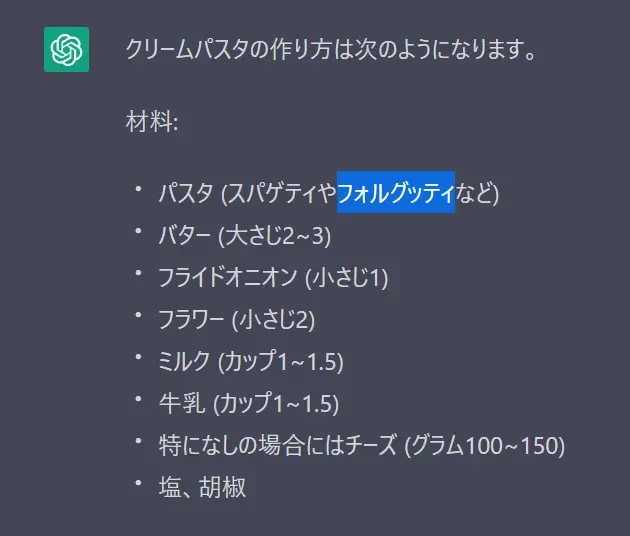 クリームパスタの作り方は次のようになります。
材料:
• パスタ (スパゲティやフォルグッティなど)
• バター (大さじ2~3)
• フライドオニオン (小さじ1)
• フラワー (小さじ2)
• ミルク (カップ1~1.5)
• 牛乳 (カップ1~1.5)
• 特になしの場合にはチーズ (グラム100~150)
• 塩、胡椒